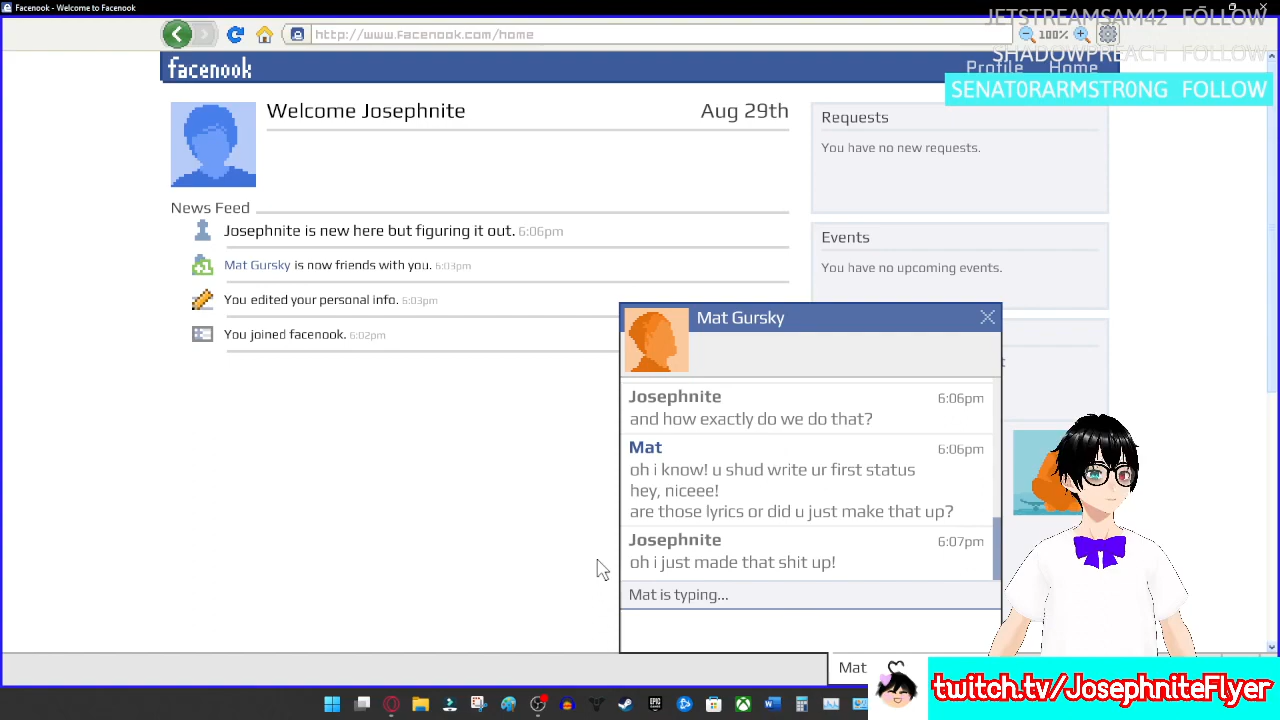 Facenook - Welcome to Facenook
JETSTREAMSAM42 FOLLOW
http://www.facenook.com/home
100%
SHADOWPREACH FOLLOW
facenook
Profile
Home
SENAT0RARMSTR0NG FOLLOW
Welcome Josephnite
Aug 29th
Requests
You have no new requests.
News Feed
Josephnite is new here but figuring it out. 6:06pm
Events
Mat Gursky is now friends with you. 6:03pm
You have no upcoming events.
You edited your personal info. 6:03pm
You joined facenook. 6:02pm
Mat Gursky
Josephnite
6:06pm
and how exactly do we do that?
Mat
6:06pm
oh i know! u shud write ur first status
hey, niceee!
are those lyrics or did u just make that up?
Josephnite
6:07pm
oh i just made that shit up!
Mat is typing...
Mat
twitch.tv/JosephniteFlyer